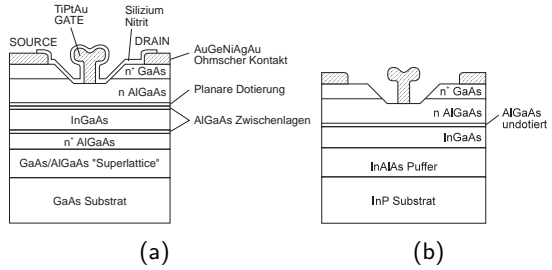 TiPtAu
GATE
Silizium
Nitrit
SOURCE
DRAIN
AuGeNiAgAu
Ohmscher Kontakt
n⁺ GaAs
n AlGaAs
Planare Dotierung
InGaAs
AlGaAs Zwischenlagen
n⁺ AlGaAs
GaAs/AlGaAs "Superlattice"
GaAs Substrat
(a)
n⁺ GaAs
n AlGaAs
AlGaAs
undotiert
InGaAs
InAlAs Puffer
InP Substrat
(b)